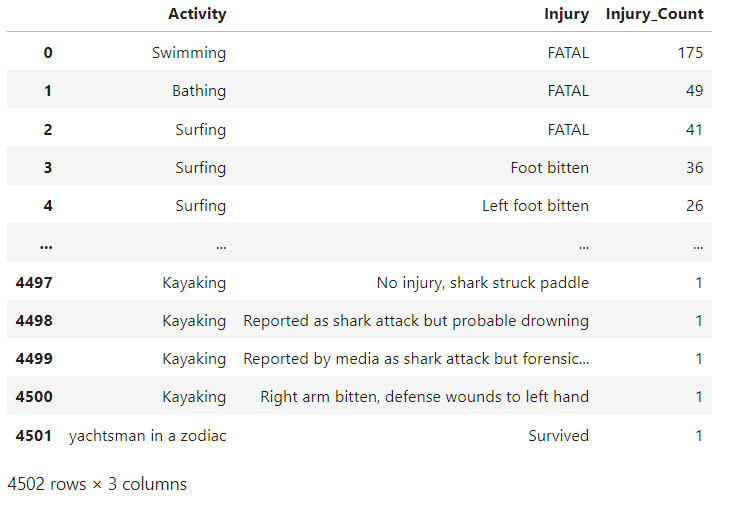 Activity Injury Injury_Count
0 Swimming FATAL 175
1 Bathing FATAL 49
2 Surfing FATAL 41
3 Surfing Foot bitten 36
4 Surfing Left foot bitten 26
... ... ... ...
4497 Kayaking No injury, shark struck paddle 1
4498 Kayaking Reported as shark attack but probable drowning 1
4499 Kayaking Reported by media as shark attack but forensic... 1
4500 Kayaking Right arm bitten, defense wounds to left hand 1
4501 yachtsman in a zodiac Survived 1
4502 rows × 3 columns